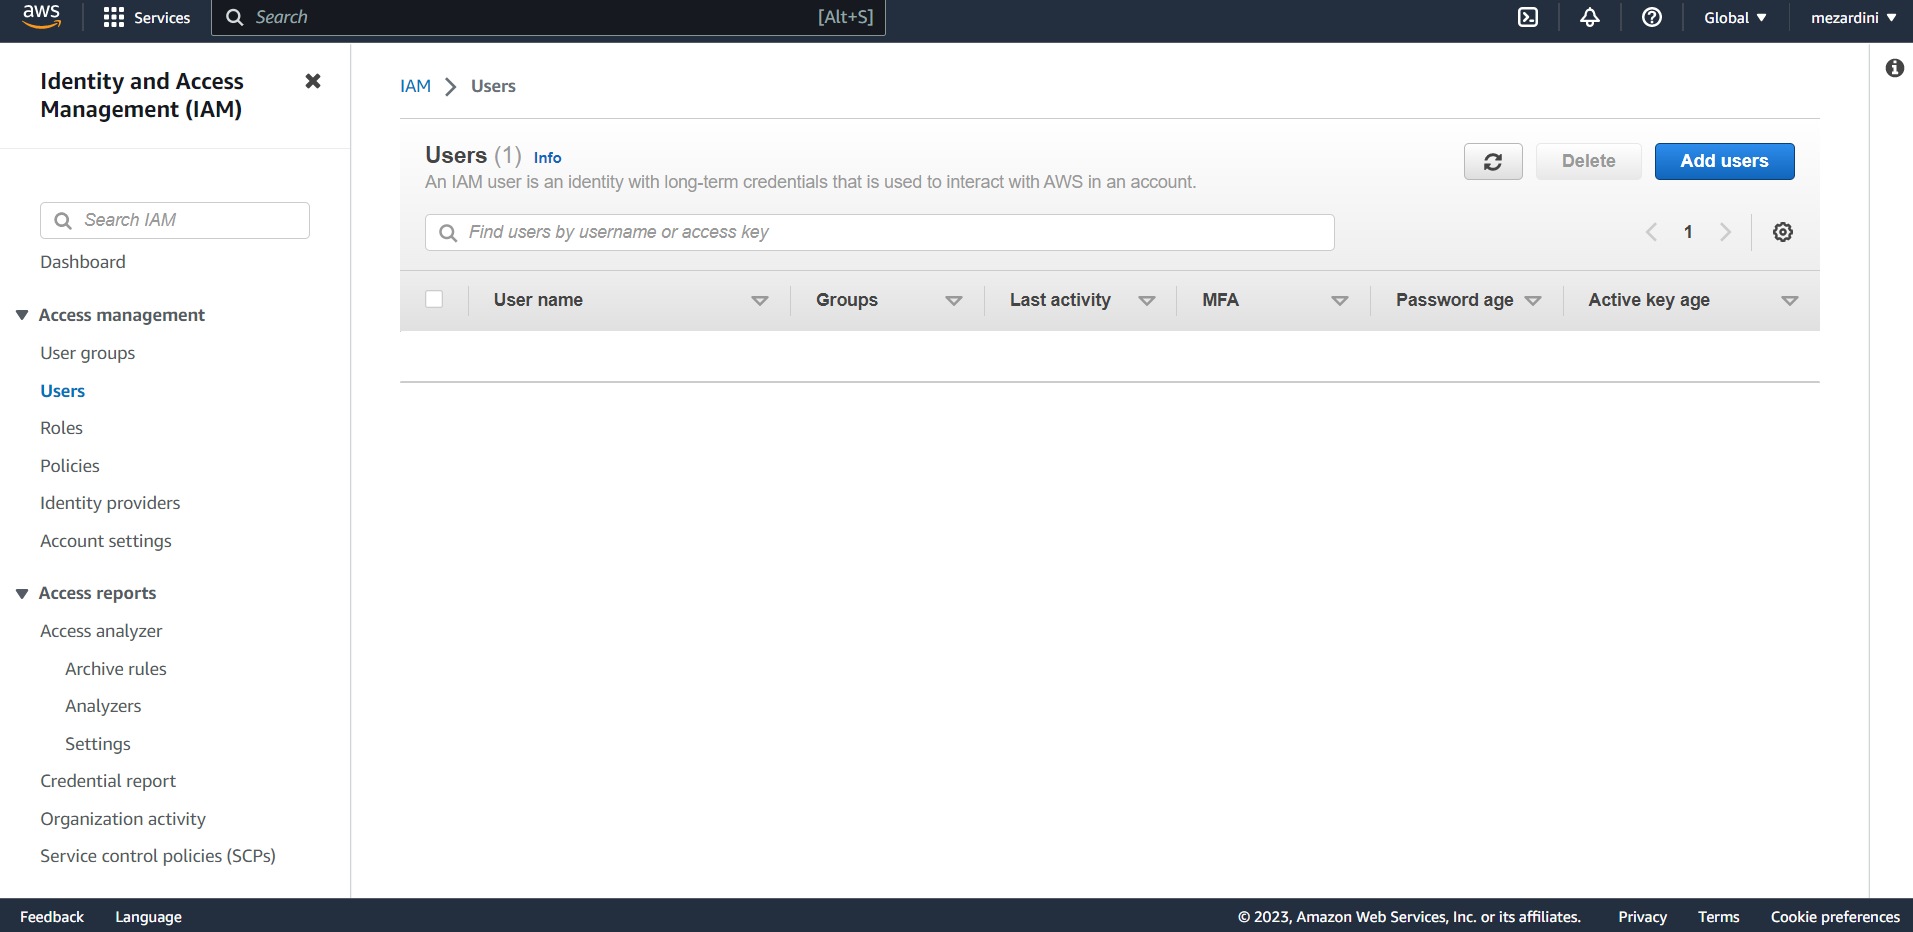 aws Services Search [Alt+S] Global mezardini
Identity and Access
Management (IAM)
Search IAM
Dashboard
Access management
User groups
Users
Roles
Policies
Identity providers
Account settings
Access reports
Access analyzer
Archive rules
Analyzers
Settings
Credential report
Organization activity
Service control policies (SCPs)
IAM Users
Users (1) Info
An IAM user is an identity with long-term credentials that is used to interact with AWS in an account.
Delete Add users
Find users by username or access key
1
User name Groups Last activity MFA Password age Active key age
Feedback Language © 2023, Amazon Web Services, Inc. or its affiliates. Privacy Terms Cookie preferences